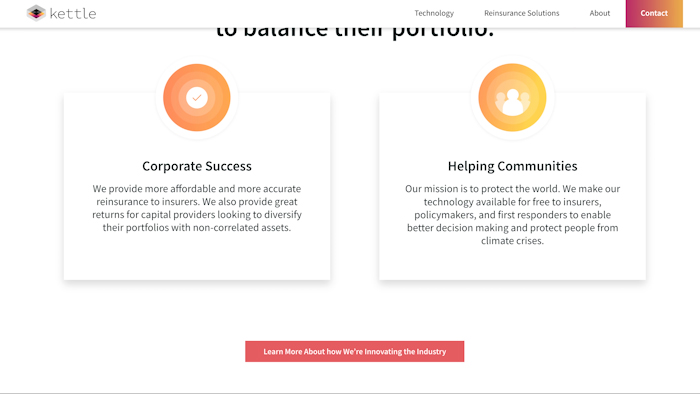 kettle
Technology
Reinsurance Solutions
About
Contact
to balance their portfolio.
Corporate Success
We provide more affordable and more accurate
reinsurance to insurers. We also provide great
returns for capital providers looking to diversify
their portfolios with non-correlated assets.
Helping Communities
Our mission is to protect the world. We make our
technology available for free to insurers,
policymakers, and first responders to enable
better decision making and protect people from
climate crises.
Learn More About how We're Innovating the Industry